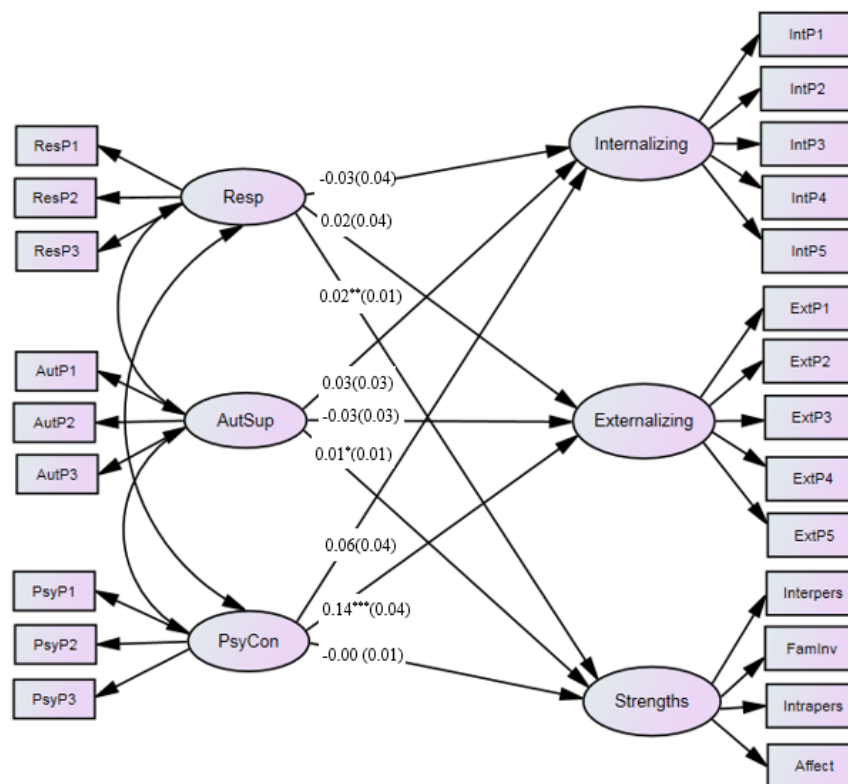 IntP1
IntP2
IntP3
IntP4
IntP5
ResP1
ResP2
ResP3
Resp
Internalizing
-0.03(0.04)
0.02(0.04)
0.02**(0.01)
ExtP1
ExtP2
ExtP3
ExtP4
ExtP5
AutP1
AutP2
AutP3
AutSup
Externalizing
0.03(0.03)
-0.03(0.03)
0.01*(0.01)
0.06(0.04)
0.14***(0.04)
-0.00 (0.01)
PsyP1
PsyP2
PsyP3
PsyCon
Strengths
Interpers
FamInv
Intrapers
Affect